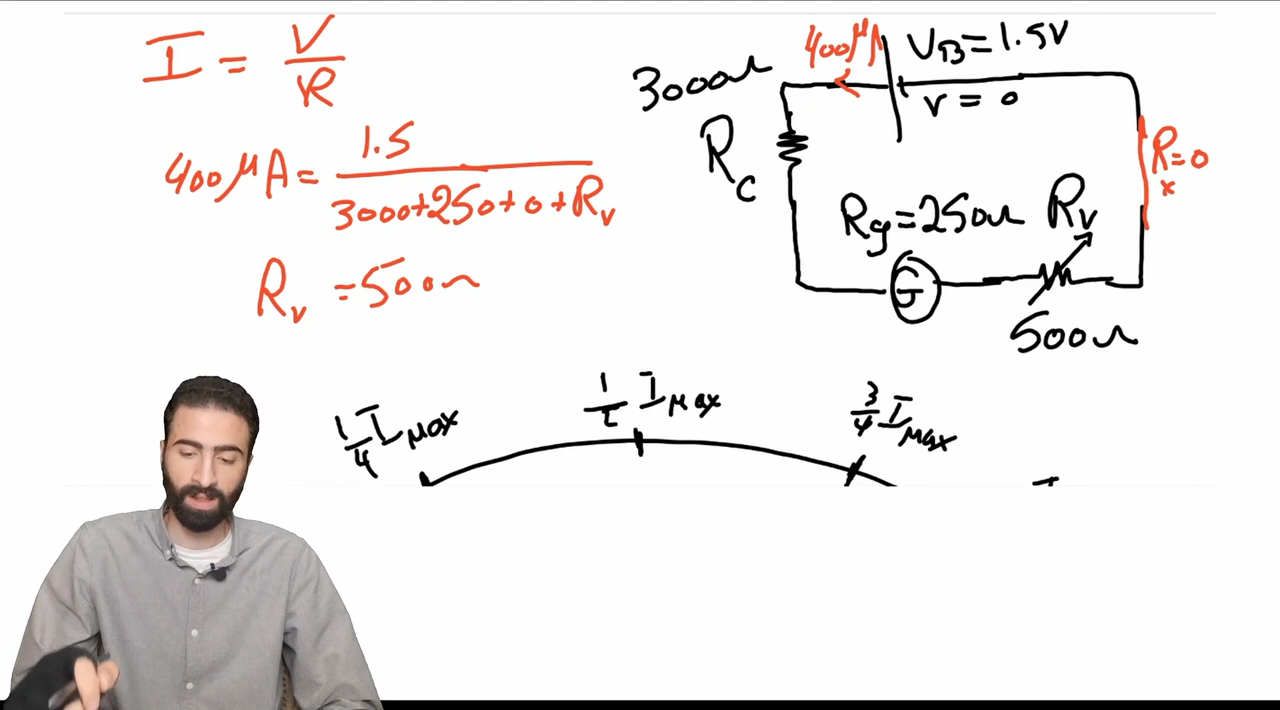 I = V/R
400μA = 1.5/(3000+250+0+Rv)
Rv = 500Ω
400μA
VB = 1.5V
r = 0
3000Ω
Rc
Rx = 0
Rg = 250Ω
Rv
G
500Ω
1/4 Imax
1/2 Imax
3/4 Imax
I